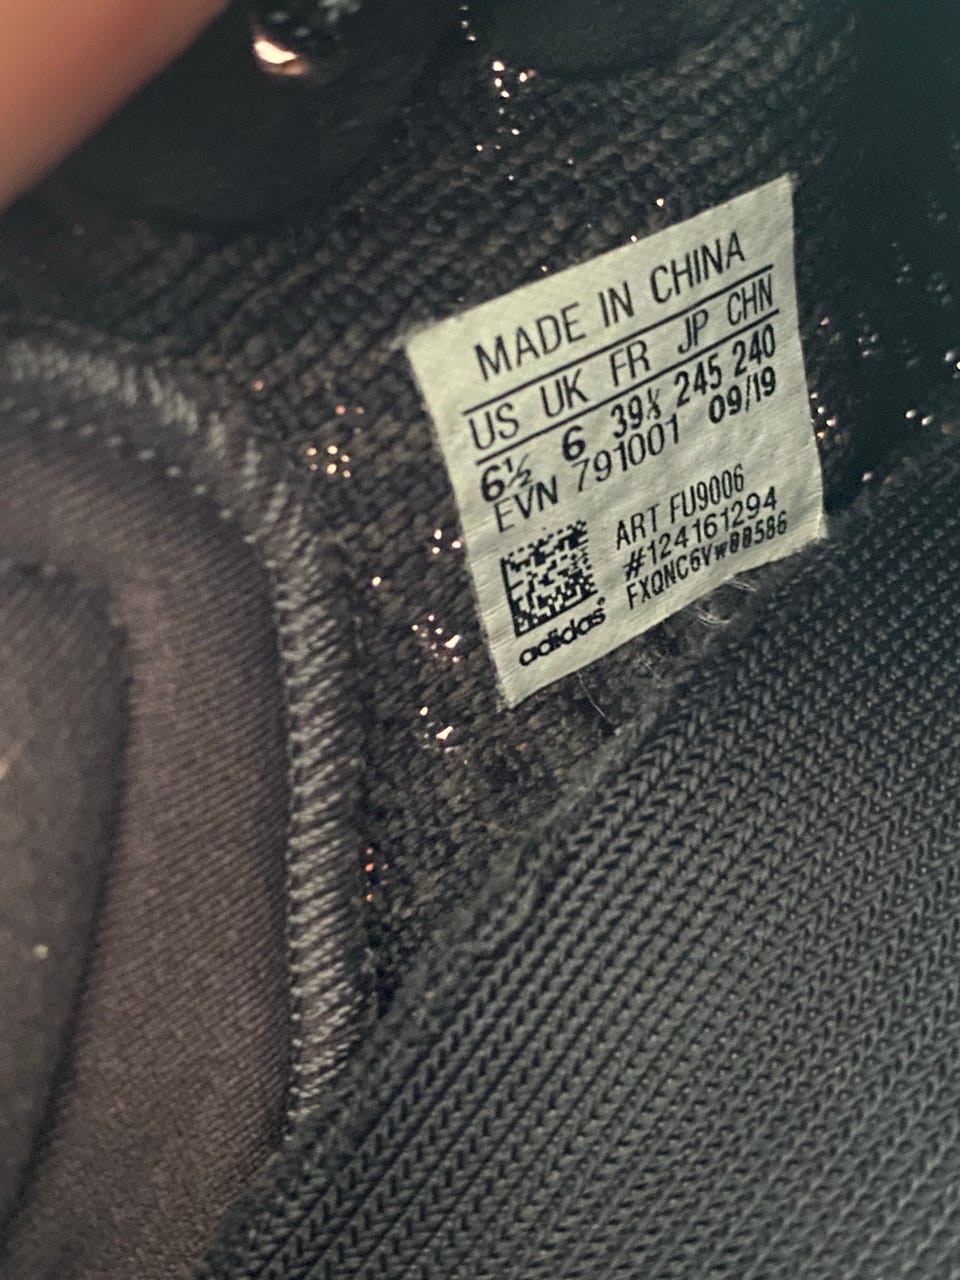 MADE IN CHINA
US UK FR JP CHN
6½ 6 39⅓ 245 240
EVN 791001 09/19
ART FU9006
#124161294
FXQNC6Vw00586
adidas®